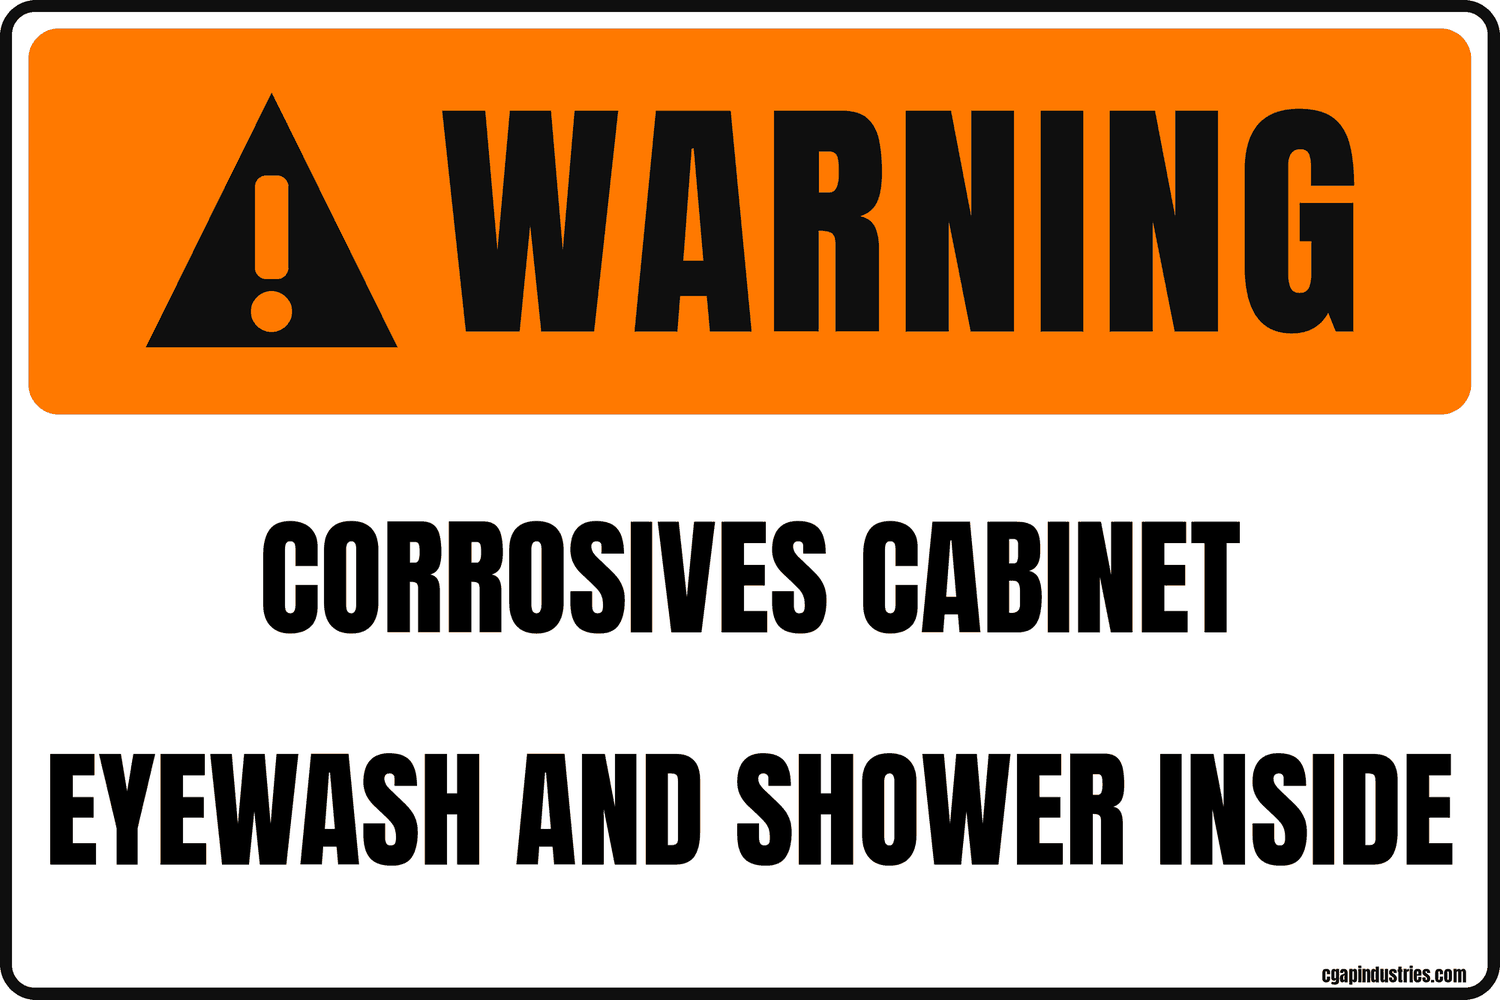 WARNING
CORROSIVES CABINET
EYEWASH AND SHOWER INSIDE
cgapindustries.com